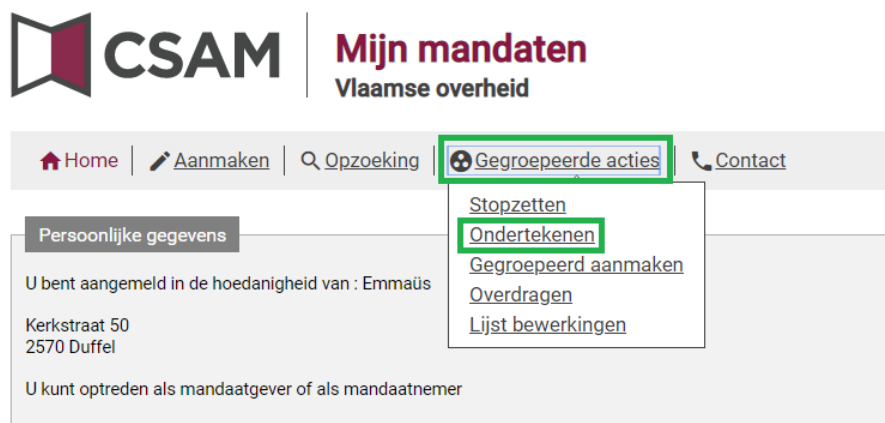 CSAM
Mijn mandaten
Vlaamse overheid
Home
Aanmaken
Opzoeking
Gegroepeerde acties
Contact
Stopzetten
Ondertekenen
Gegroepeerd aanmaken
Overdragen
Lijst bewerkingen
Persoonlijke gegevens
U bent aangemeld in de hoedanigheid van : Emmaüs
Kerkstraat 50
2570 Duffel
U kunt optreden als mandaatgever of als mandaatnemer